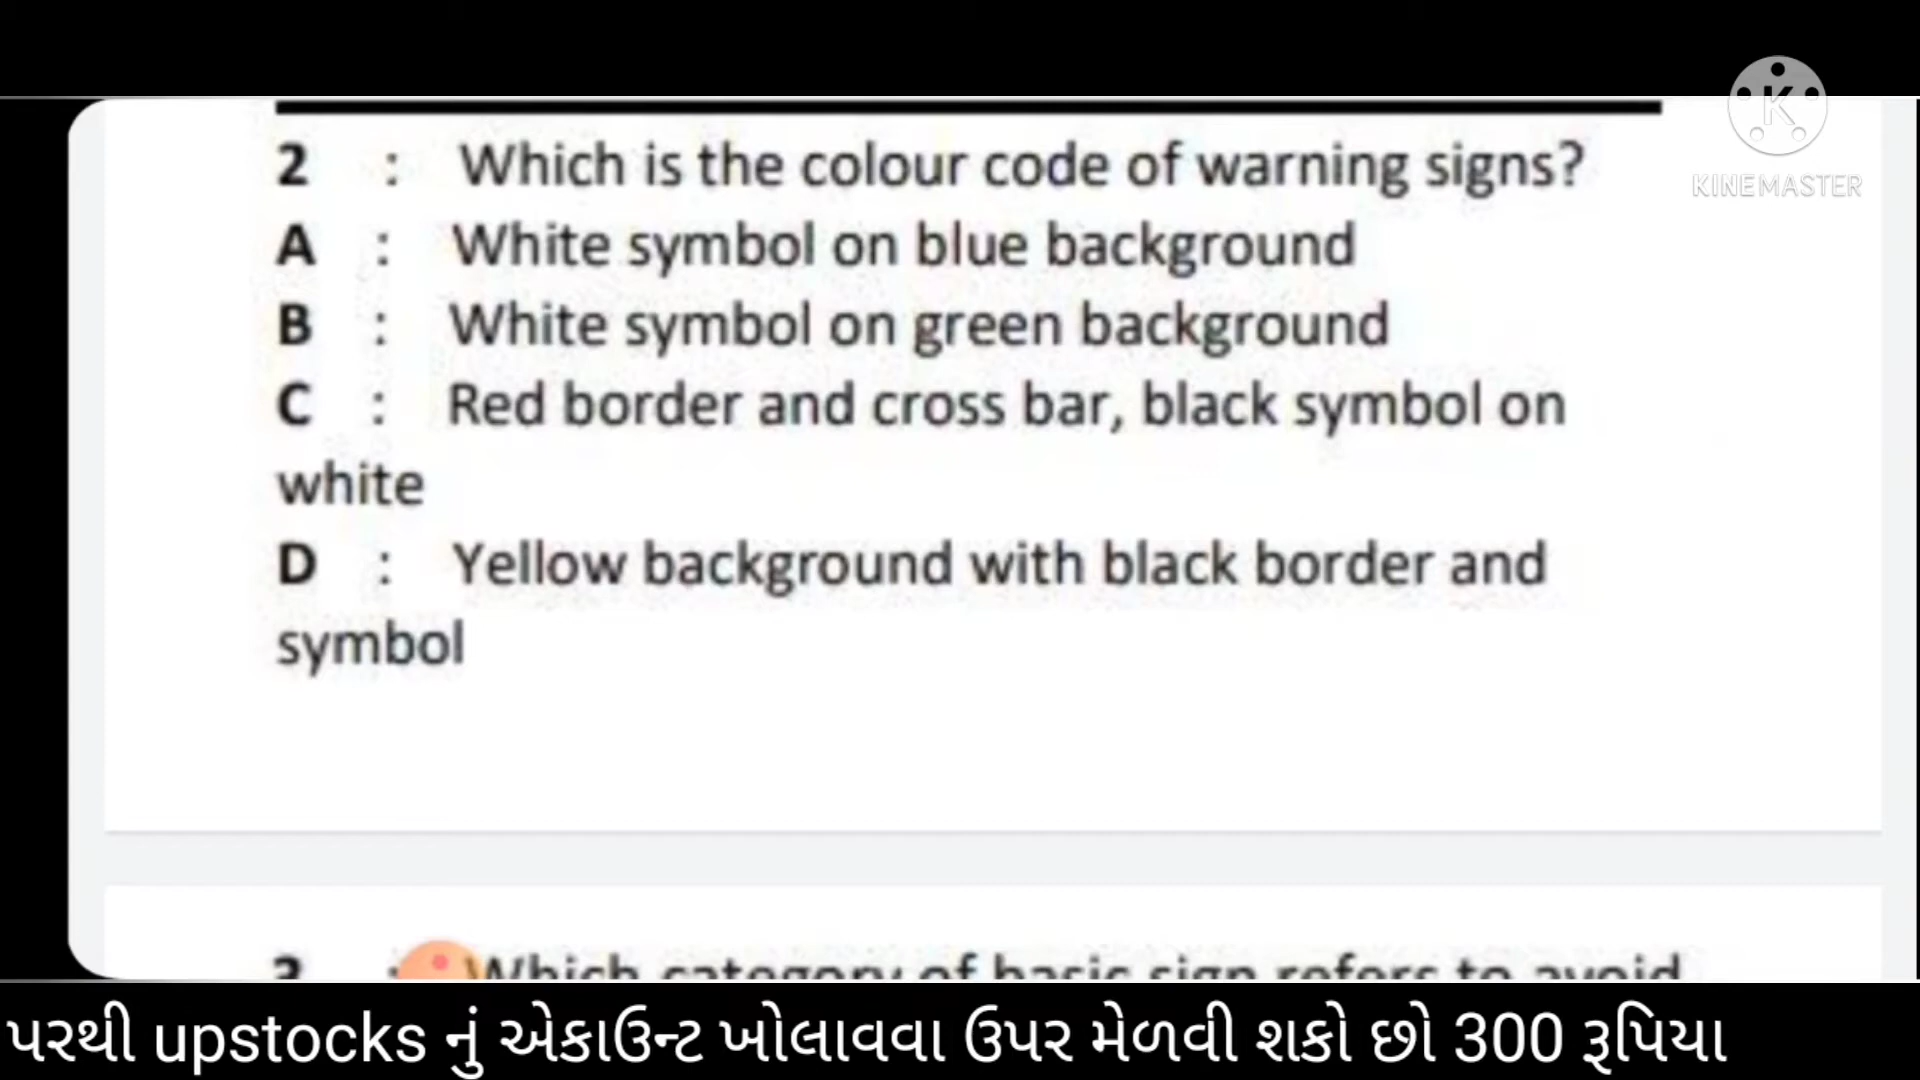 KINEMASTER
2 : Which is the colour code of warning signs?
A : White symbol on blue background
B : White symbol on green background
C : Red border and cross bar, black symbol on
white
D : Yellow background with black border and
symbol
3 : Which category of basic sign refers to avoid
પરથી upstocks નું એકાઉન્ટ ખોલાવવા ઉપર મેળવી શકો છો 300 રૂપિયા